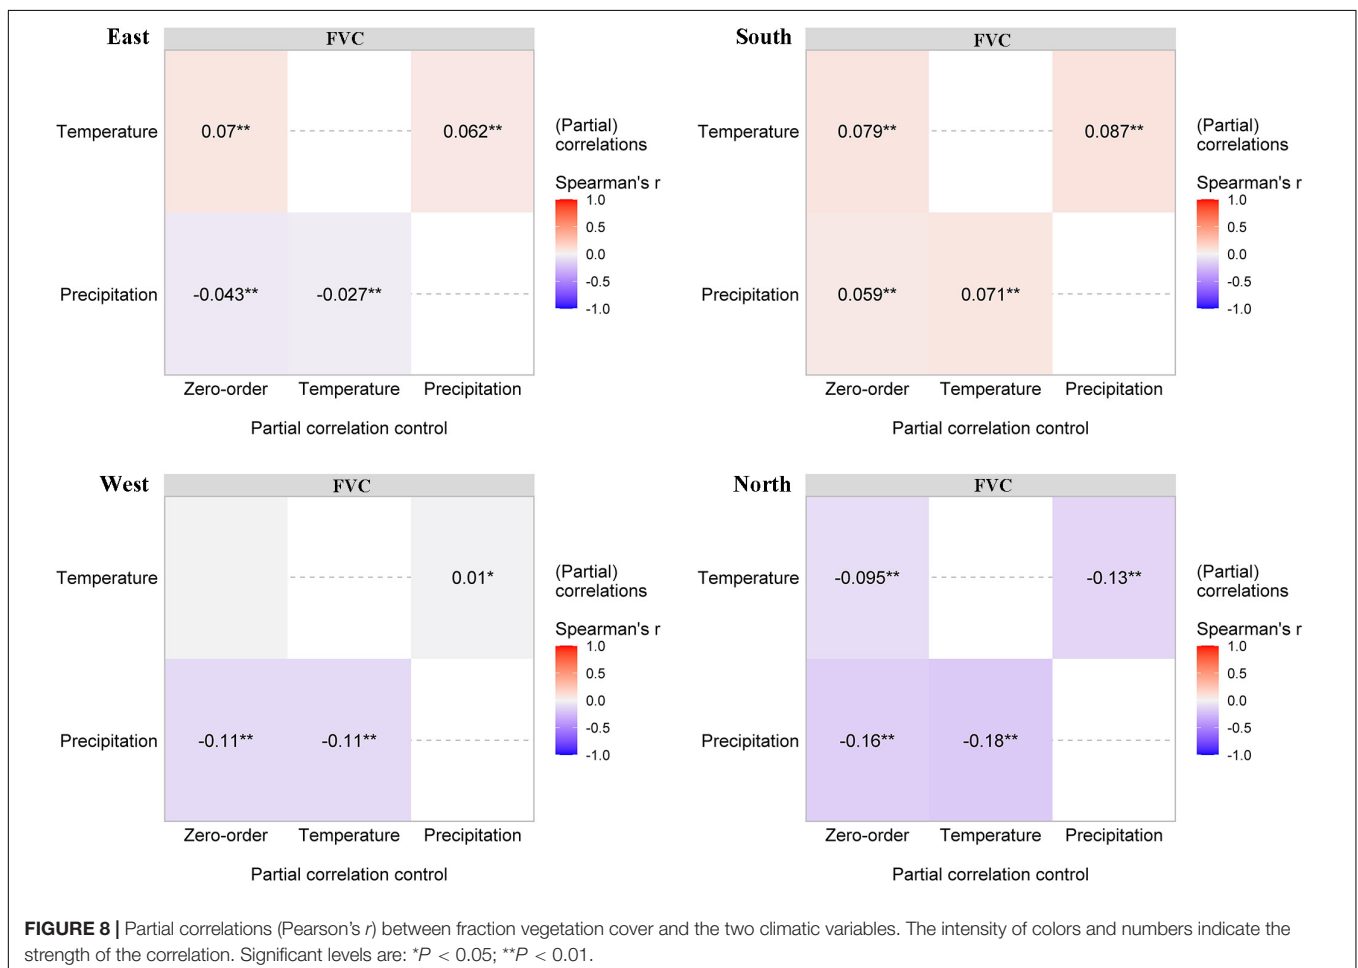 East
FVC
Temperature
0.07**
0.062**
Precipitation
-0.043**
-0.027**
Zero-order Temperature Precipitation
Partial correlation control
(Partial)
correlations
Spearman's r
1.0
0.5
0.0
-0.5
-1.0
South
FVC
Temperature
0.079**
0.087**
Precipitation
0.059**
0.071**
Zero-order Temperature Precipitation
Partial correlation control
(Partial)
correlations
Spearman's r
1.0
0.5
0.0
-0.5
-1.0
West
FVC
Temperature
0.01*
Precipitation
-0.11**
-0.11**
Zero-order Temperature Precipitation
Partial correlation control
(Partial)
correlations
Spearman's r
1.0
0.5
0.0
-0.5
-1.0
North
FVC
Temperature
-0.095**
-0.13**
Precipitation
-0.16**
-0.18**
Zero-order Temperature Precipitation
Partial correlation control
(Partial)
correlations
Spearman's r
1.0
0.5
0.0
-0.5
-1.0
FIGURE 8 | Partial correlations (Pearson's r) between fraction vegetation cover and the two climatic variables. The intensity of colors and numbers indicate the
strength of the correlation. Significant levels are: *P < 0.05; **P < 0.01.